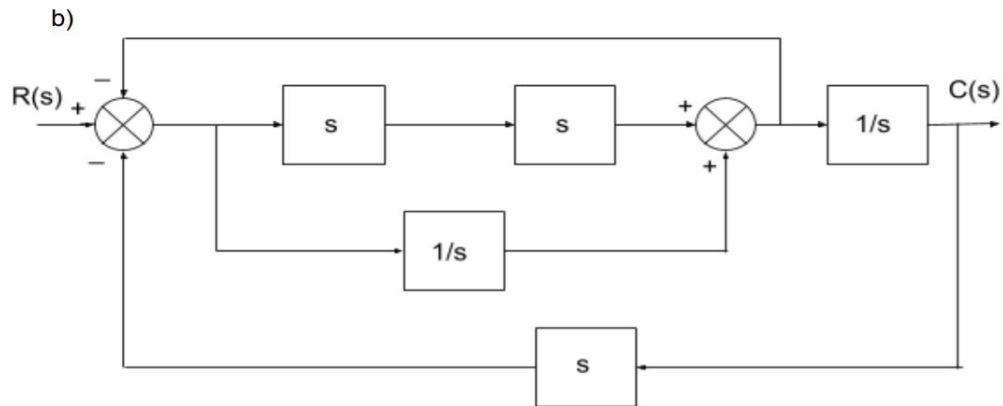 b)
−
R(s) + C(s)
s s + 1/s
− +
1/s
s